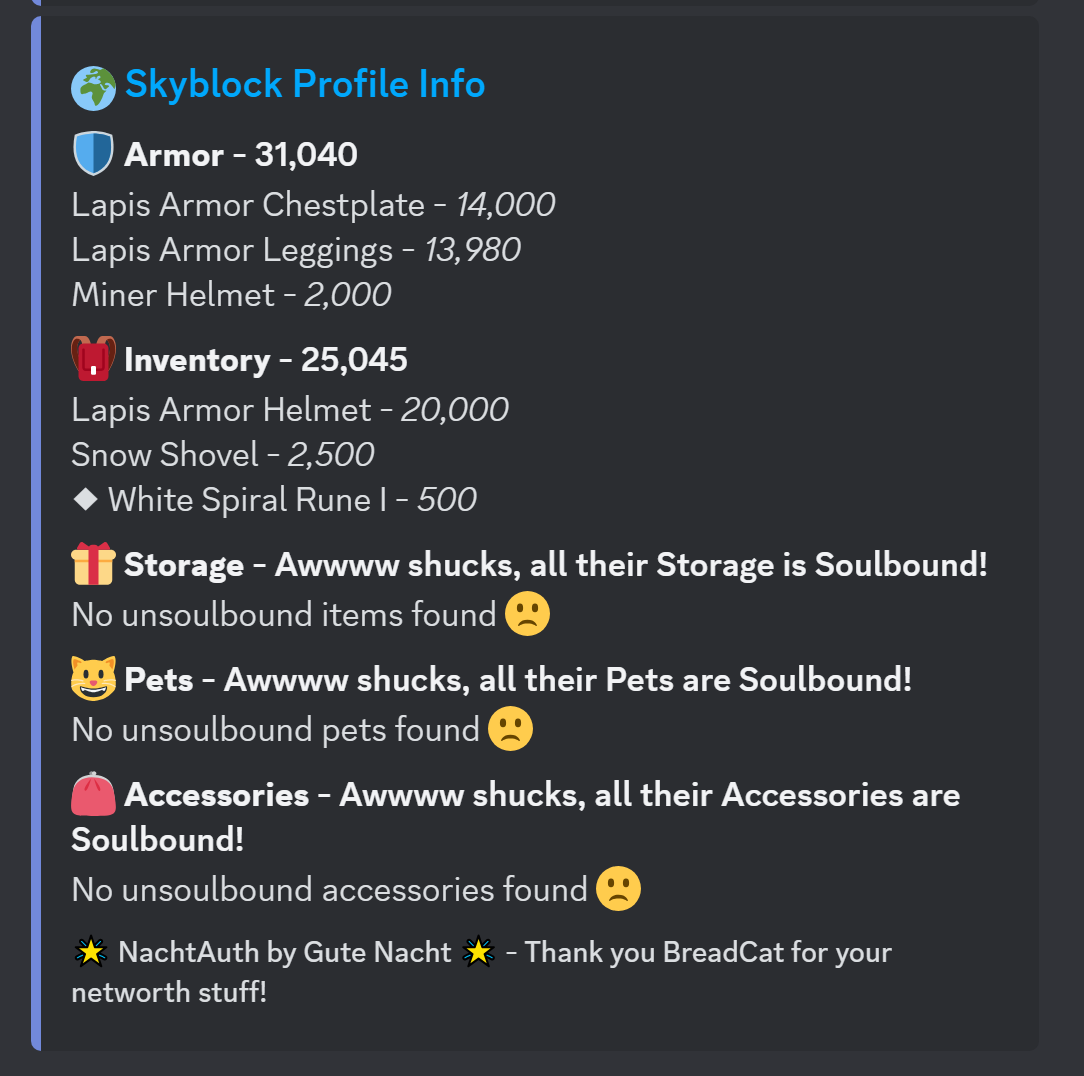 Skyblock Profile Info
Armor - 31,040
Lapis Armor Chestplate - 14,000
Lapis Armor Leggings - 13,980
Miner Helmet - 2,000
Inventory - 25,045
Lapis Armor Helmet - 20,000
Snow Shovel - 2,500
◆ White Spiral Rune I - 500
Storage - Awwww shucks, all their Storage is Soulbound!
No unsoulbound items found
Pets - Awwww shucks, all their Pets are Soulbound!
No unsoulbound pets found
Accessories - Awwww shucks, all their Accessories are
Soulbound!
No unsoulbound accessories found
NachtAuth by Gute Nacht - Thank you BreadCat for your
networth stuff!